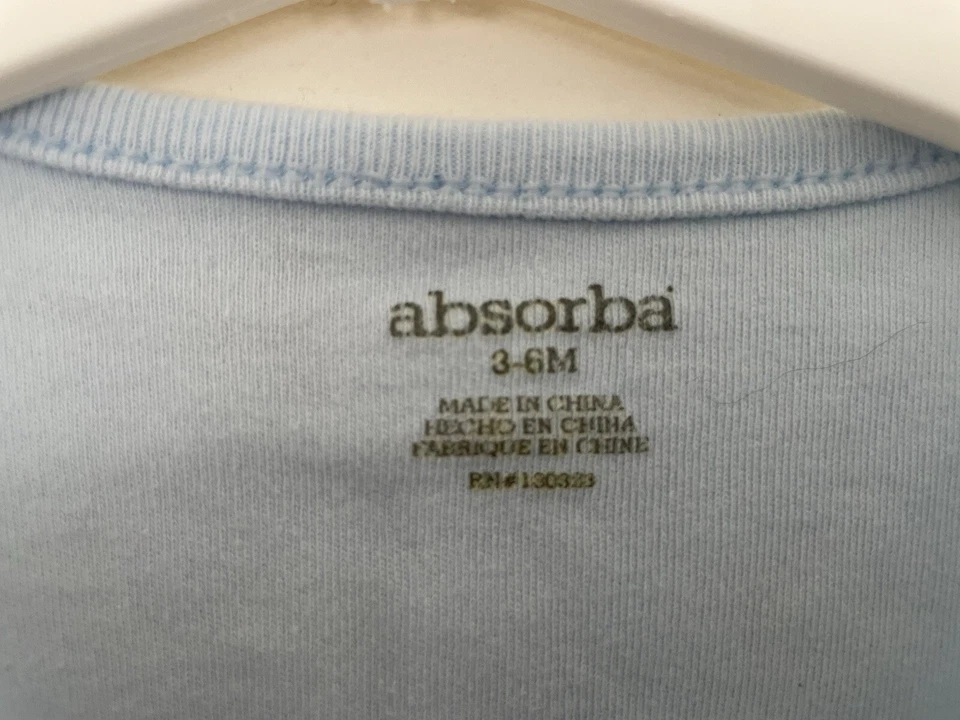 absorba
3-6M
MADE IN CHINA
HECHO EN CHINA
FABRIQUE EN CHINE
RN#130323